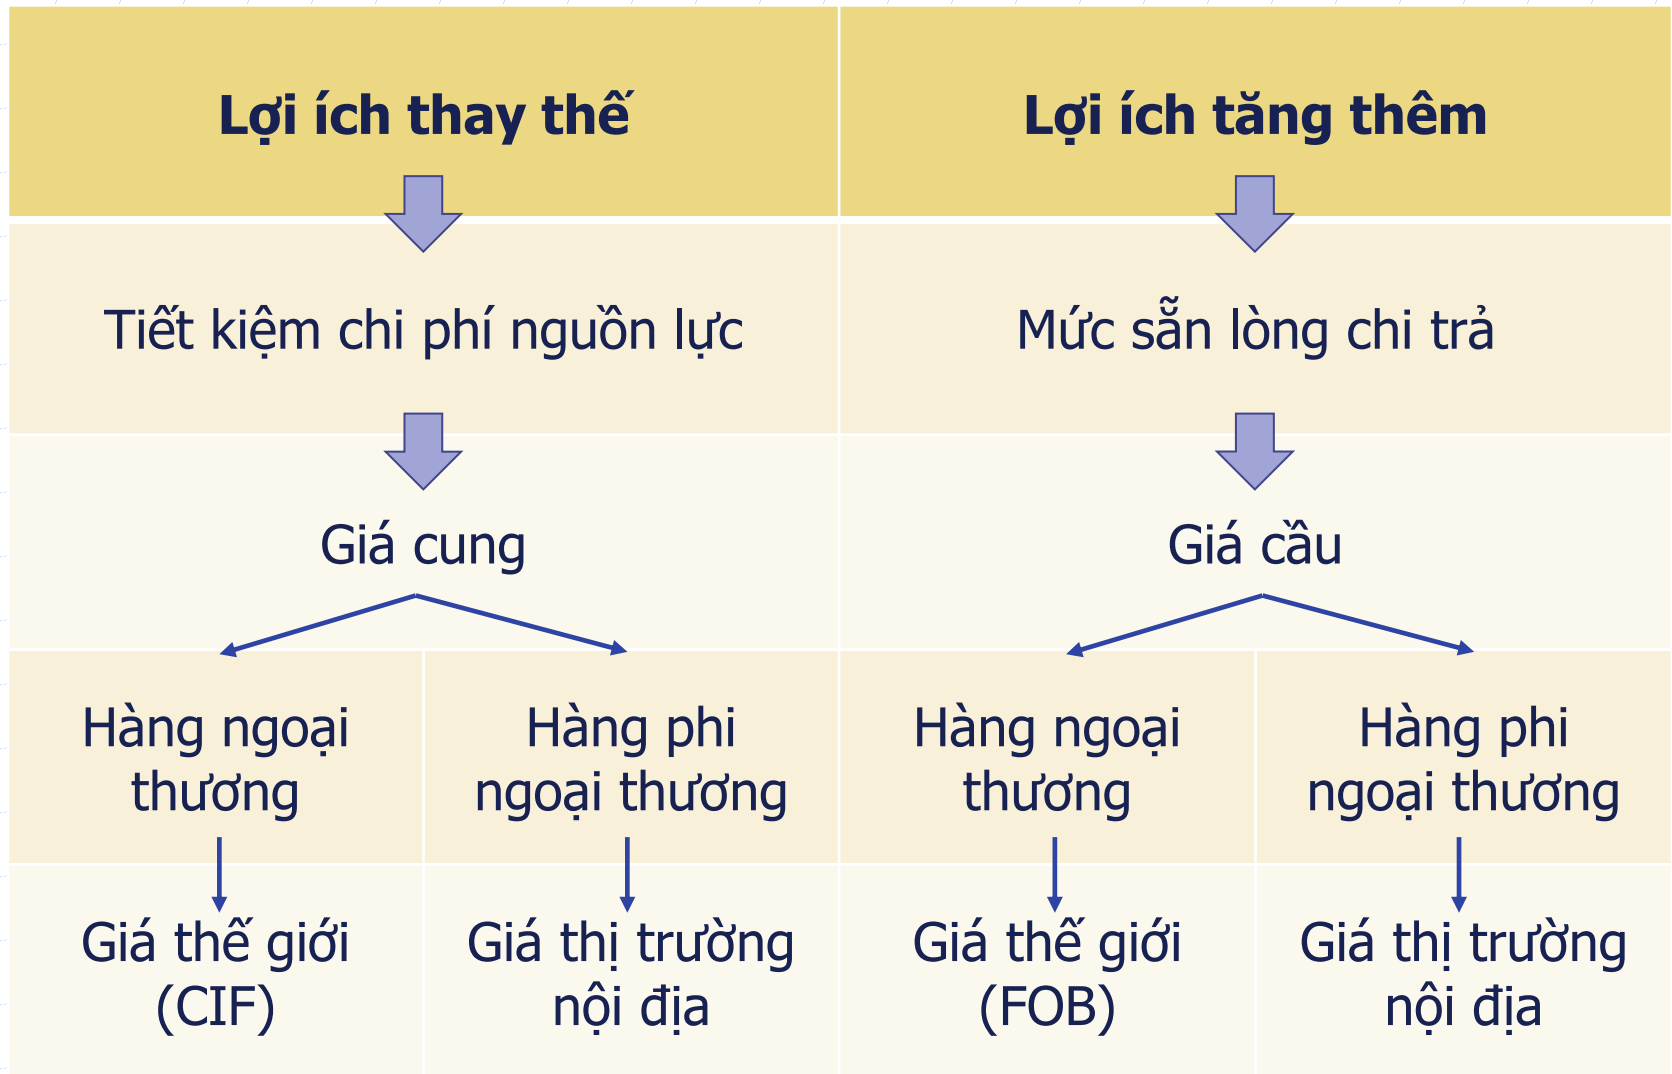 Lợi ích thay thế
Lợi ích tăng thêm
Tiết kiệm chi phí nguồn lực
Mức sẵn lòng chi trả
Giá cung
Giá cầu
Hàng ngoại
thương
Hàng phi
ngoại thương
Hàng ngoại
thương
Hàng phi
ngoại thương
Giá thế giới
(CIF)
Giá thị trường
nội địa
Giá thế giới
(FOB)
Giá thị trường
nội địa